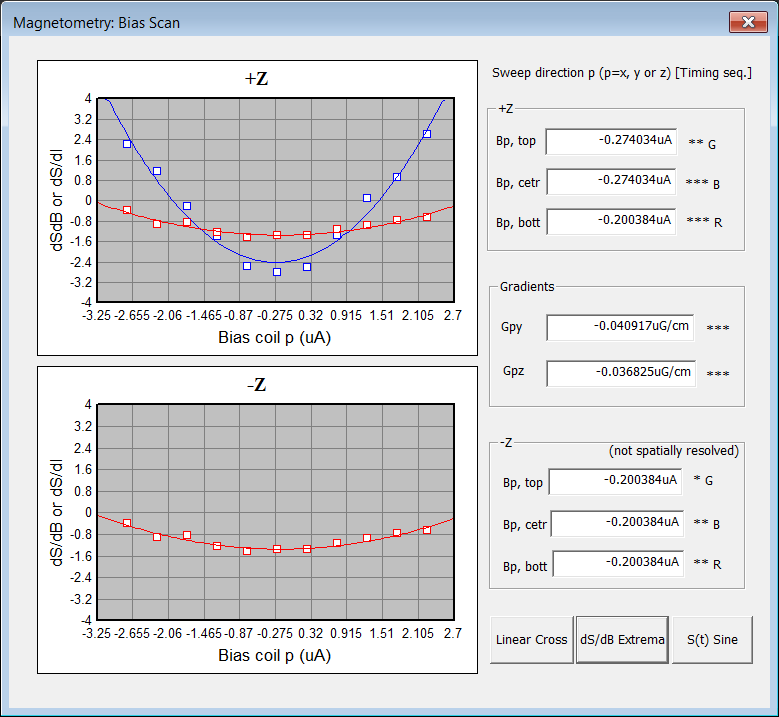 Magnetometry: Bias Scan
+Z
4
3.2
2.4
1.6
0.8
0
-0.8
-1.6
-2.4
-3.2
-4
dSdB or dS/dI
-3.25 -2.655 -2.06 -1.465 -0.87 -0.275 0.32 0.915 1.51 2.105 2.7
Bias coil p (uA)
-Z
4
3.2
2.4
1.6
0.8
0
-0.8
-1.6
-2.4
-3.2
-4
dS/dB or dS/dI
-3.25 -2.655 -2.06 -1.465 -0.87 -0.275 0.32 0.915 1.51 2.105 2.7
Bias coil p (uA)
Sweep direction p (p=x, y or z) [Timing seq.]
+Z
Bp, top -0.274034uA ** G
Bp, cetr -0.274034uA *** B
Bp, bott -0.200384uA *** R
Gradients
Gpy -0.040917uG/cm ***
Gpz -0.036825uG/cm ***
-Z
(not spatially resolved)
Bp, top -0.200384uA * G
Bp, cetr -0.200384uA ** B
Bp, bott -0.200384uA ** R
Linear Cross dS/dB Extrema S(t) Sine